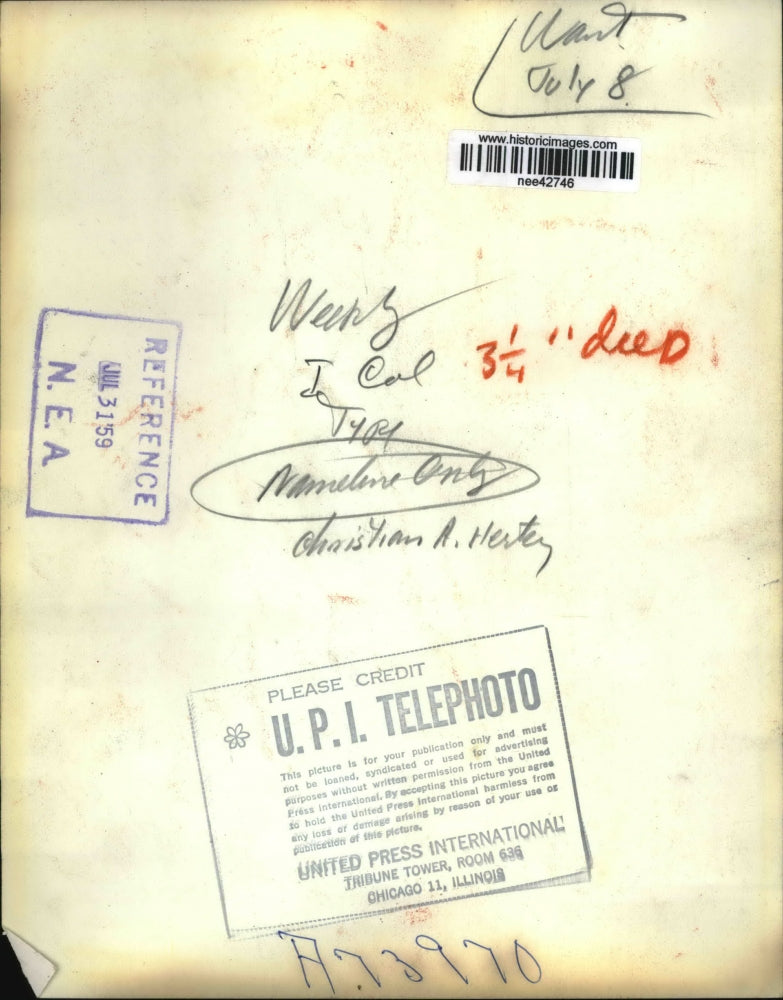 Want
July 8
www.historicimages.com
nee42746
Weekly
1 Col
3 1/4" deep
Type
Nameline Only
Christian A. Herter
REFERENCE
JUL 31 59
N. E. A
PLEASE CREDIT
U. P. I. TELEPHOTO
This picture is for your publication only and must
not be loaned, syndicated or used for advertising
purposes without written permission from the United
Press International. By accepting this picture you agree
to hold the United Press International harmless from
any loss or damage arising by reason of your use or
publication of this picture.
UNITED PRESS INTERNATIONAL
TRIBUNE TOWER, ROOM 636
CHICAGO 11, ILLINOIS
A73970